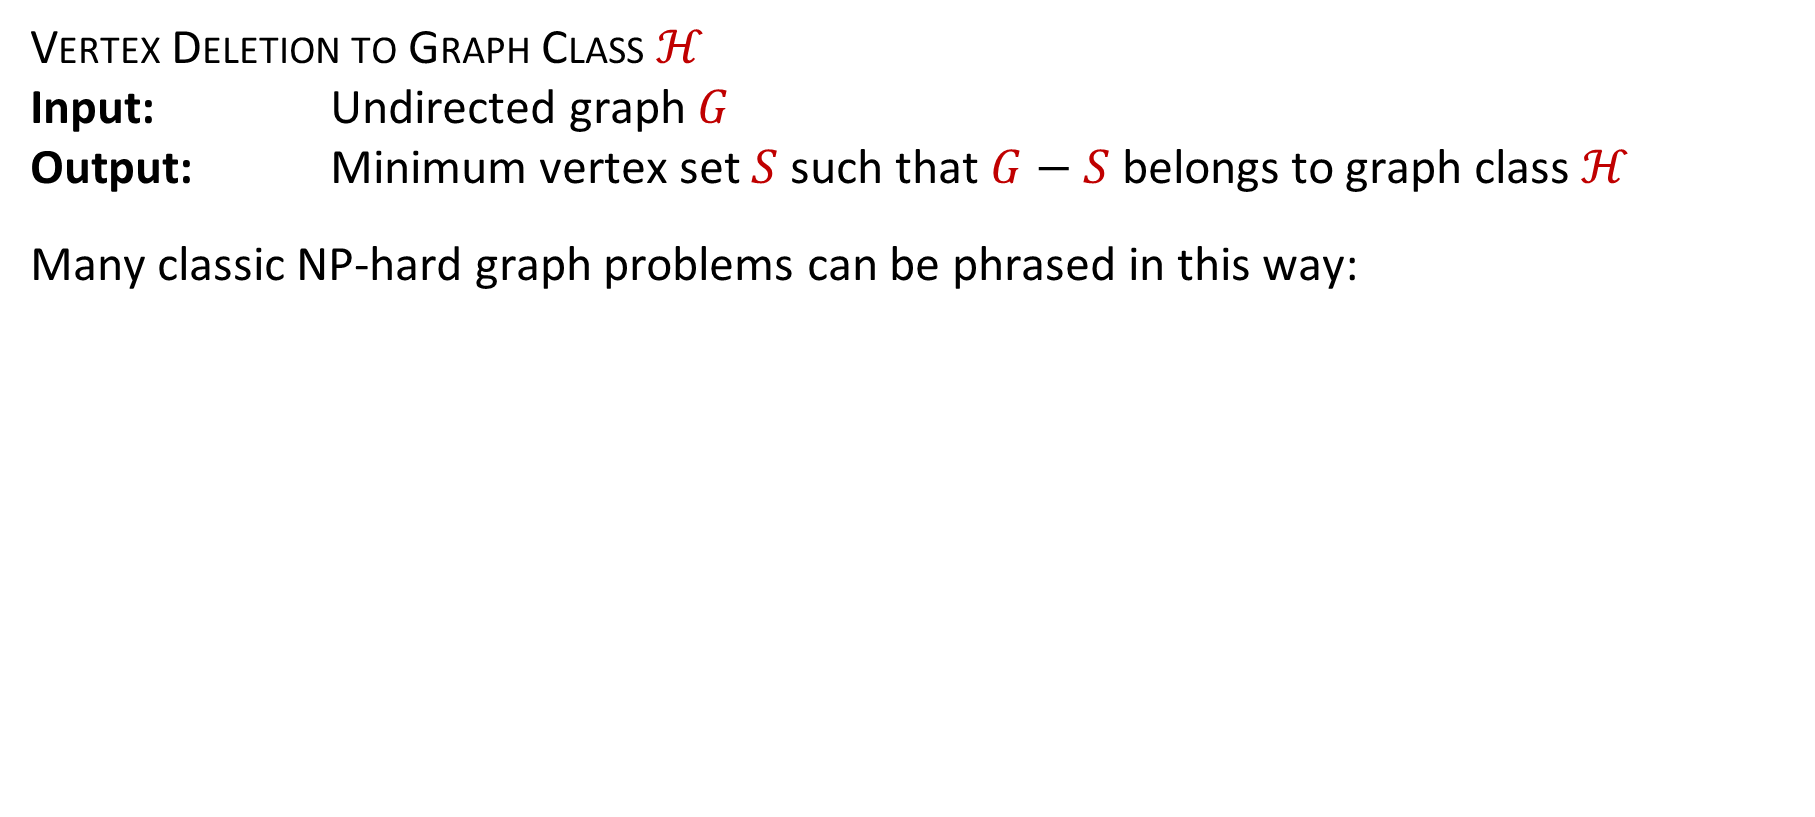 VERTEX DELETION TO GRAPH CLASS ℋ
Input: Undirected graph G
Output: Minimum vertex set S such that G − S belongs to graph class ℋ
Many classic NP-hard graph problems can be phrased in this way: